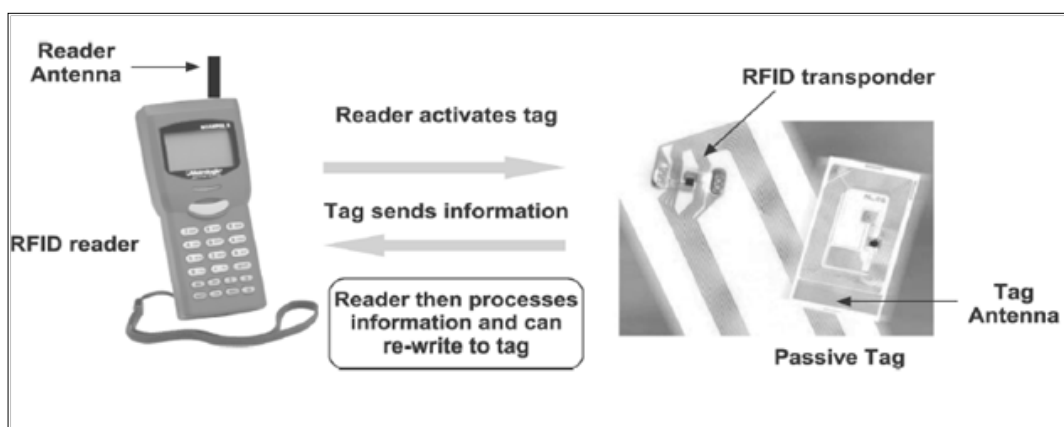 Reader
Antenna
RFID transponder
Reader activates tag
Tag sends information
RFID reader
Reader then processes
information and can
re-write to tag
Tag
Antenna
Passive Tag